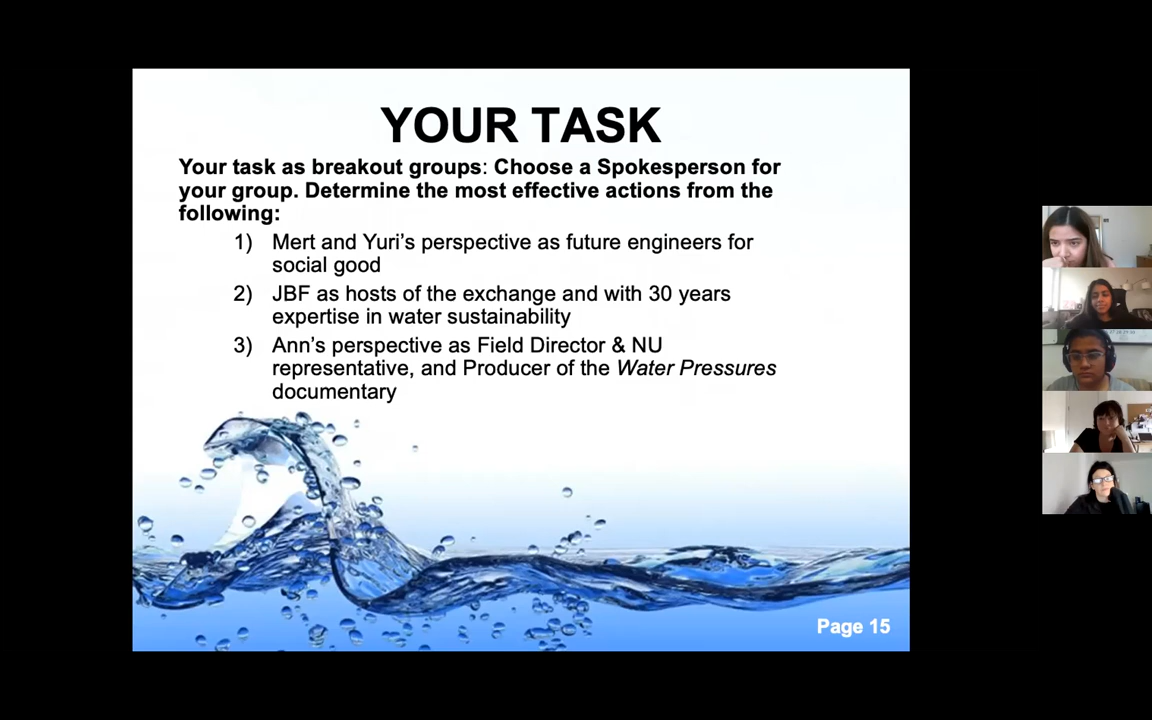 YOUR TASK
Your task as breakout groups: Choose a Spokesperson for
your group. Determine the most effective actions from the
following:
1) Mert and Yuri’s perspective as future engineers for
social good
2) JBF as hosts of the exchange and with 30 years
expertise in water sustainability
3) Ann’s perspective as Field Director & NU
representative, and Producer of the Water Pressures
documentary
Page 15